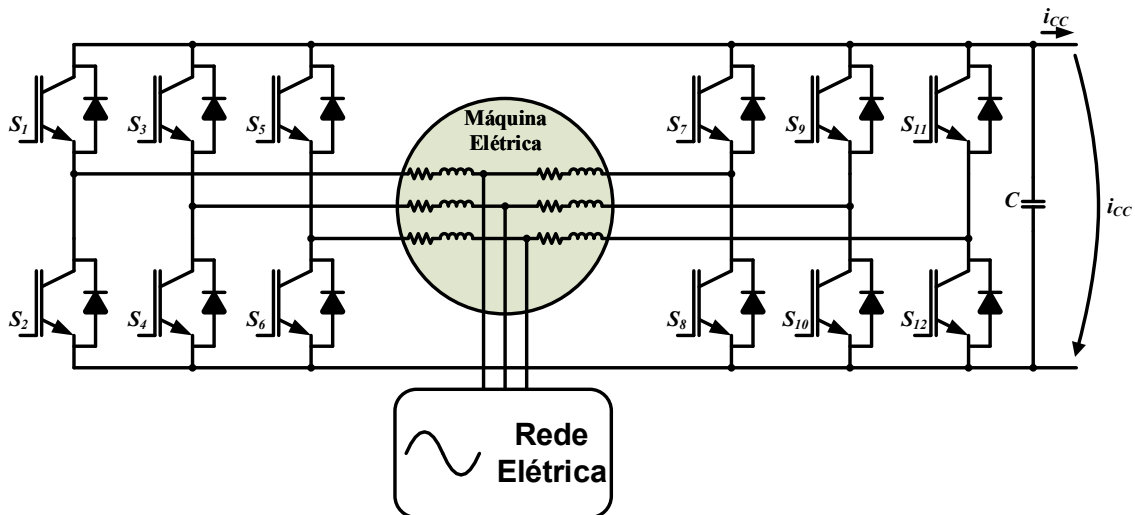 iCC
S1
S3
S5
Máquina
Elétrica
S7
S9
S11
C
iCC
S2
S4
S6
S8
S10
S12
Rede
Elétrica